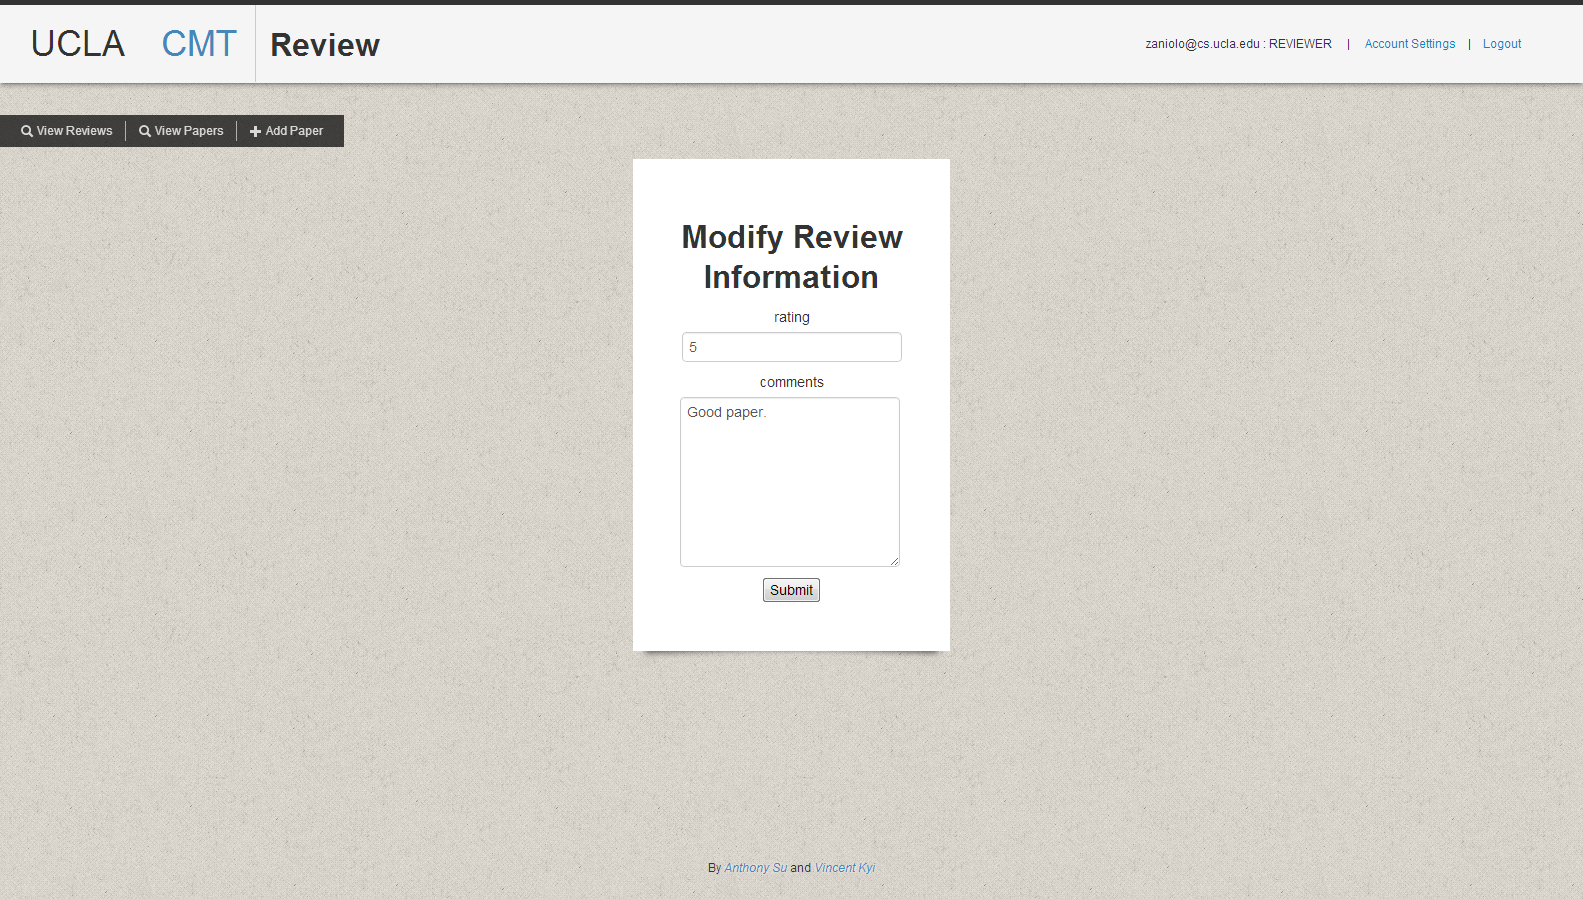 UCLA CMT Review
zaniolo@cs.ucla.edu : REVIEWER | Account Settings | Logout
View Reviews View Papers Add Paper
Modify Review
Information
rating
5
comments
Good paper.
Submit
By Anthony Su and Vincent Kyi